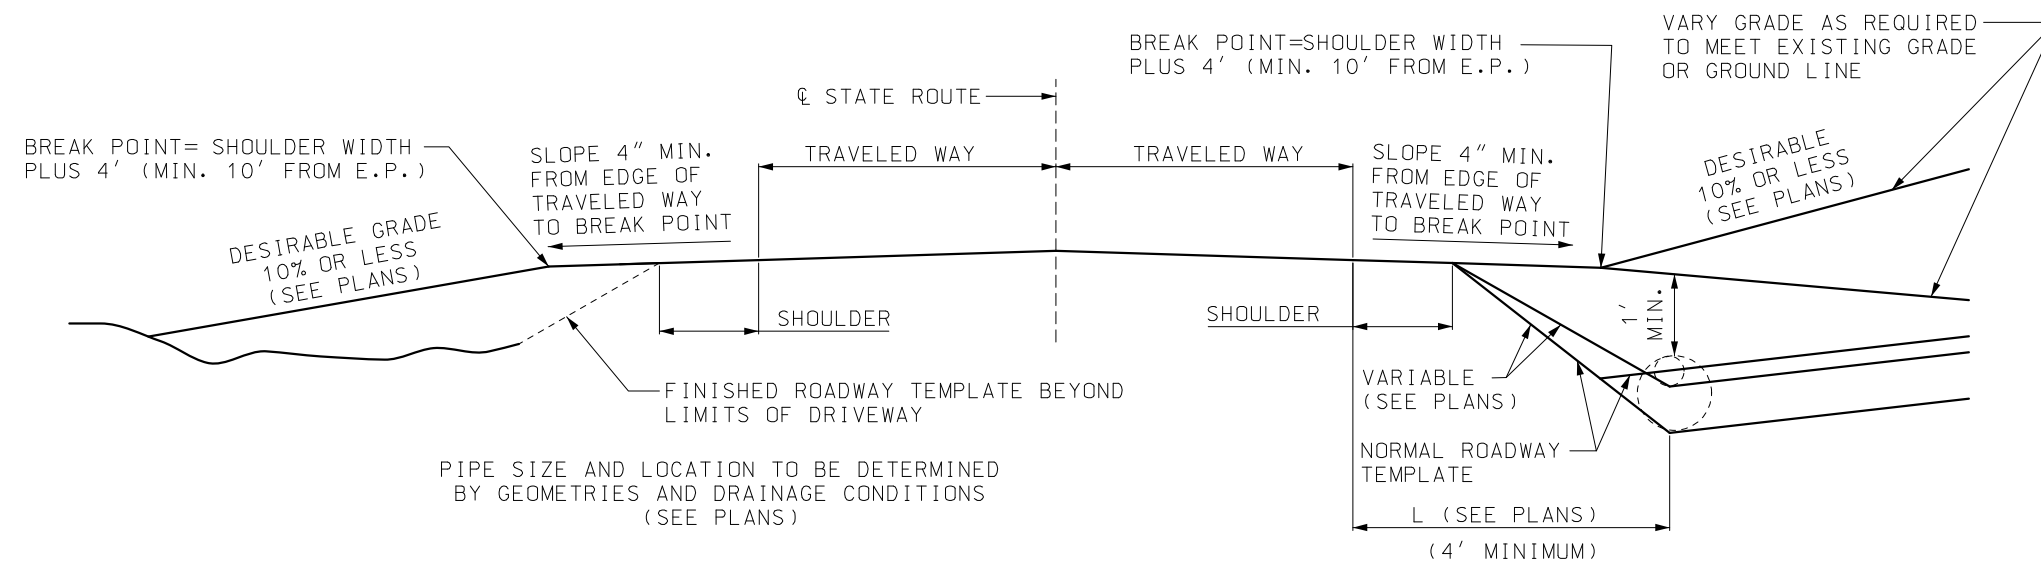 VARY GRADE AS REQUIRED
TO MEET EXISTING GRADE
OR GROUND LINE
BREAK POINT=SHOULDER WIDTH
PLUS 4' (MIN. 10' FROM E.P.)
℄ STATE ROUTE
BREAK POINT= SHOULDER WIDTH
PLUS 4' (MIN. 10' FROM E.P.)
SLOPE 4" MIN.
FROM EDGE OF
TRAVELED WAY
TO BREAK POINT
TRAVELED WAY
TRAVELED WAY
SLOPE 4" MIN.
FROM EDGE OF
TRAVELED WAY
TO BREAK POINT
DESIRABLE
10% OR LESS
(SEE PLANS)
DESIRABLE GRADE
10% OR LESS
(SEE PLANS)
SHOULDER
SHOULDER
1'
MIN.
FINISHED ROADWAY TEMPLATE BEYOND
LIMITS OF DRIVEWAY
VARIABLE
(SEE PLANS)
NORMAL ROADWAY
TEMPLATE
PIPE SIZE AND LOCATION TO BE DETERMINED
BY GEOMETRIES AND DRAINAGE CONDITIONS
(SEE PLANS)
L (SEE PLANS)
(4' MINIMUM)